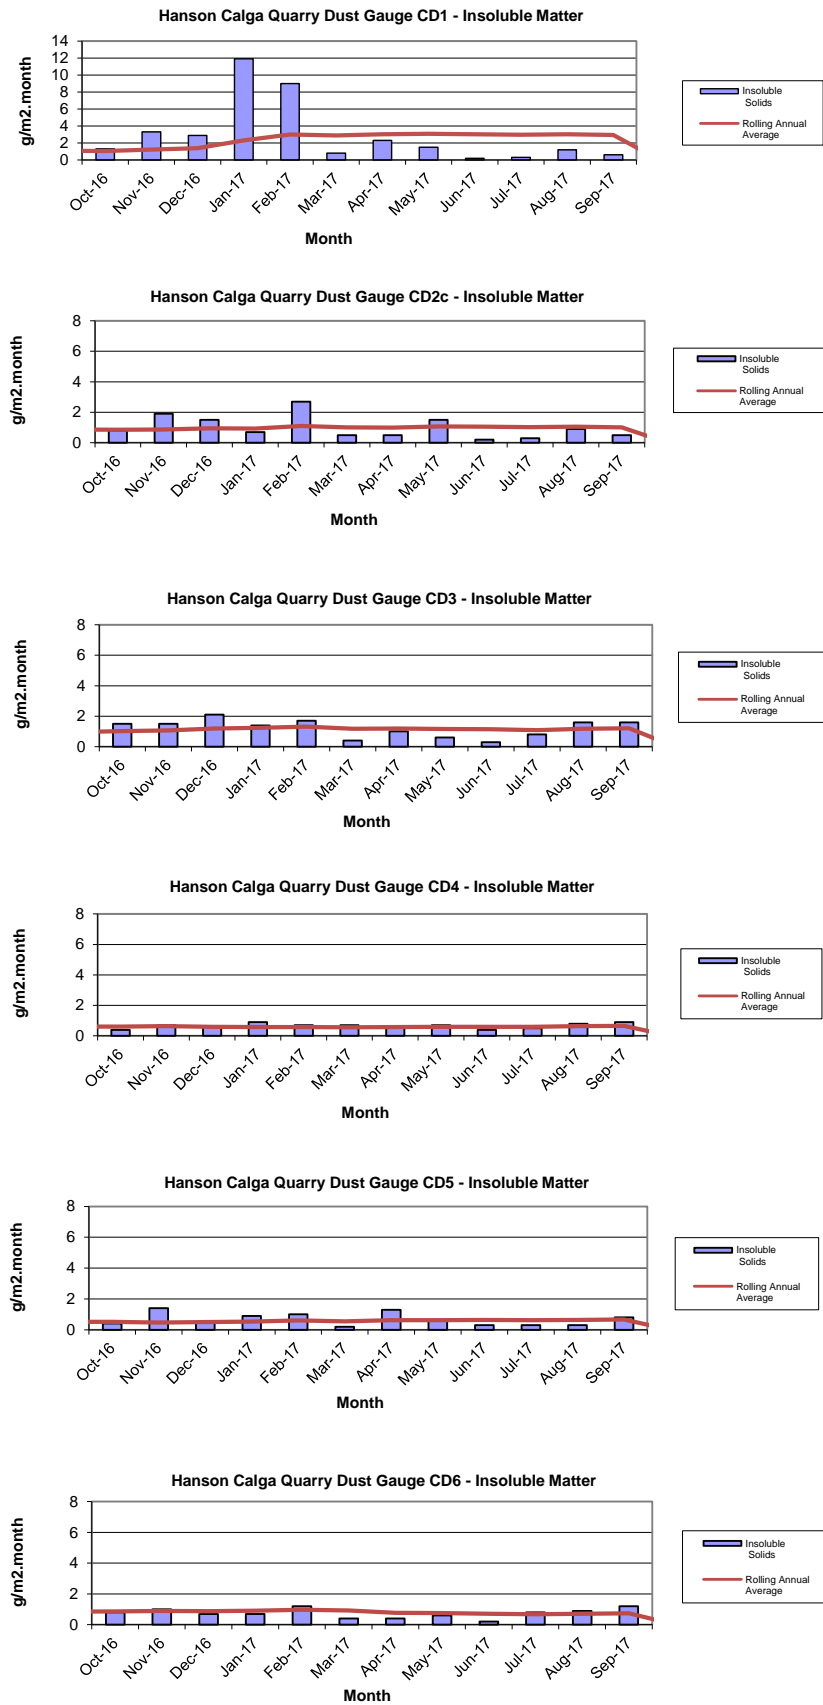 Hanson Calga Quarry Dust Gauge CD1 - Insoluble Matter
g/m2.month
14
12
10
8
6
4
2
0
Oct-16 Nov-16 Dec-16 Jan-17 Feb-17 Mar-17 Apr-17 May-17 Jun-17 Jul-17 Aug-17 Sep-17
Month
Insoluble
Solids
Rolling Annual
Average
Hanson Calga Quarry Dust Gauge CD2c - Insoluble Matter
g/m2.month
8
6
4
2
0
Oct-16 Nov-16 Dec-16 Jan-17 Feb-17 Mar-17 Apr-17 May-17 Jun-17 Jul-17 Aug-17 Sep-17
Month
Insoluble
Solids
Rolling Annual
Average
Hanson Calga Quarry Dust Gauge CD3 - Insoluble Matter
g/m2.month
8
6
4
2
0
Oct-16 Nov-16 Dec-16 Jan-17 Feb-17 Mar-17 Apr-17 May-17 Jun-17 Jul-17 Aug-17 Sep-17
Month
Insoluble
Solids
Rolling Annual
Average
Hanson Calga Quarry Dust Gauge CD4 - Insoluble Matter
g/m2.month
8
6
4
2
0
Oct-16 Nov-16 Dec-16 Jan-17 Feb-17 Mar-17 Apr-17 May-17 Jun-17 Jul-17 Aug-17 Sep-17
Month
Insoluble
Solids
Rolling Annual
Average
Hanson Calga Quarry Dust Gauge CD5 - Insoluble Matter
g/m2.month
8
6
4
2
0
Oct-16 Nov-16 Dec-16 Jan-17 Feb-17 Mar-17 Apr-17 May-17 Jun-17 Jul-17 Aug-17 Sep-17
Month
Insoluble
Solids
Rolling Annual
Average
Hanson Calga Quarry Dust Gauge CD6 - Insoluble Matter
g/m2.month
8
6
4
2
0
Oct-16 Nov-16 Dec-16 Jan-17 Feb-17 Mar-17 Apr-17 May-17 Jun-17 Jul-17 Aug-17 Sep-17
Month
Insoluble
Solids
Rolling Annual
Average